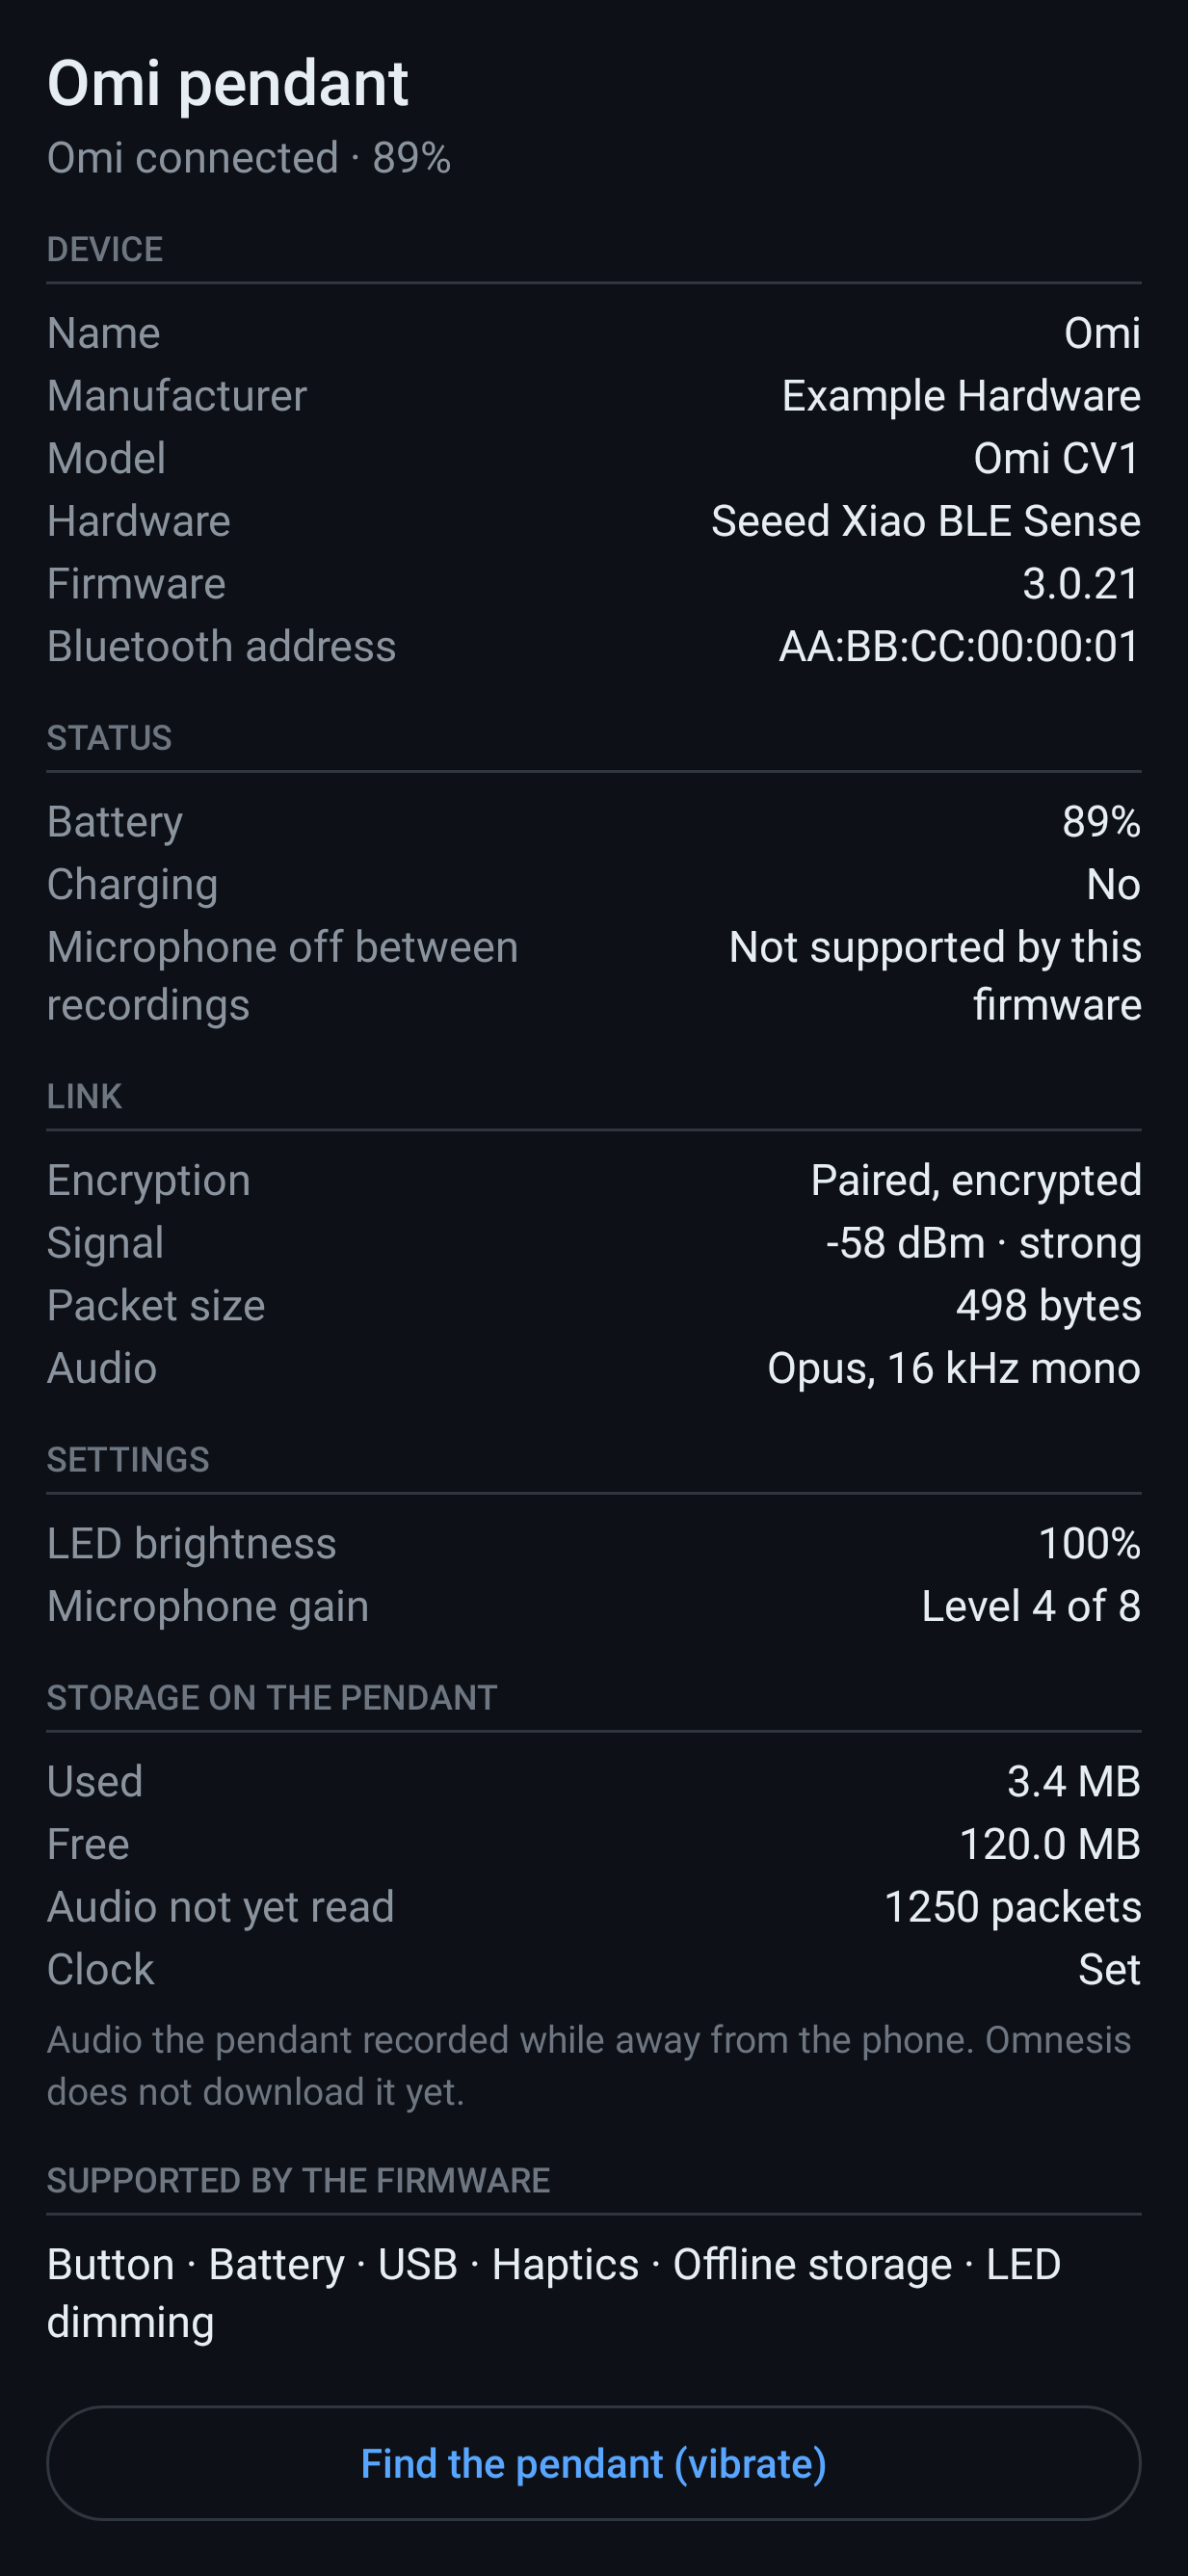 Omi pendant
Omi connected · 89%
DEVICE
Name Omi
Manufacturer Example Hardware
Model Omi CV1
Hardware Seeed Xiao BLE Sense
Firmware 3.0.21
Bluetooth address AA:BB:CC:00:00:01
STATUS
Battery 89%
Charging No
Microphone off between Not supported by this
recordings firmware
LINK
Encryption Paired, encrypted
Signal -58 dBm · strong
Packet size 498 bytes
Audio Opus, 16 kHz mono
SETTINGS
LED brightness 100%
Microphone gain Level 4 of 8
STORAGE ON THE PENDANT
Used 3.4 MB
Free 120.0 MB
Audio not yet read 1250 packets
Clock Set
Audio the pendant recorded while away from the phone. Omnesis
does not download it yet.
SUPPORTED BY THE FIRMWARE
Button · Battery · USB · Haptics · Offline storage · LED
dimming
Find the pendant (vibrate)